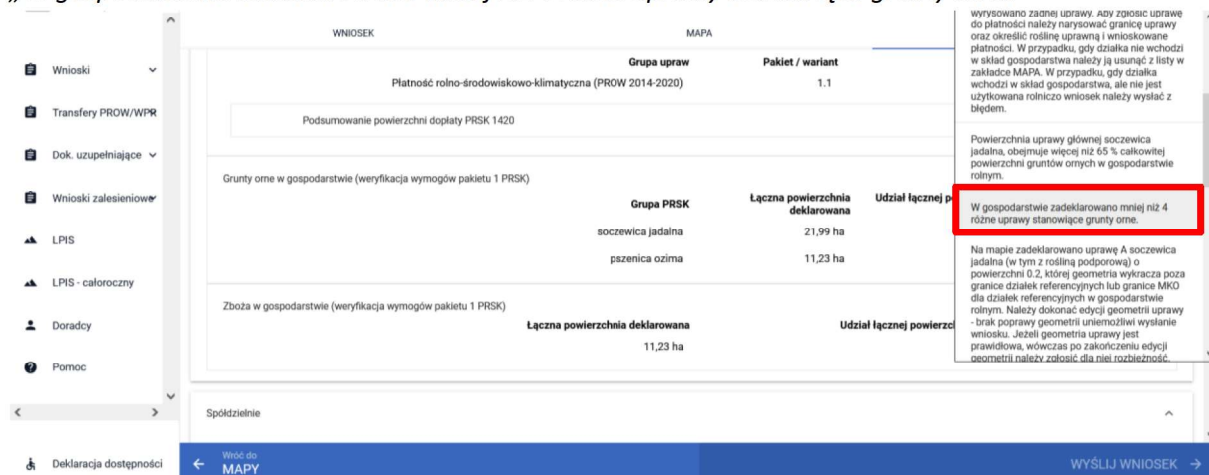 WNIOSEK
MAPA
Wnioski
Transfery PROW/WPR
Dok. uzupełniające
Wnioski zalesieniowe
LPIS
LPIS - całoroczny
Doradcy
Pomoc
Deklaracja dostępności
Grupa upraw Pakiet / wariant
Płatność rolno-środowiskowo-klimatyczna (PROW 2014-2020) 1.1
Podsumowanie powierzchni dopłaty PRSK 1420
Grunty orne w gospodarstwie (weryfikacja wymogów pakietu 1 PRSK)
Grupa PRSK Łączna powierzchnia Udział łącznej
deklarowana
soczewica jadalna 21,99 ha
pszenica ozima 11,23 ha
Zboża w gospodarstwie (weryfikacja wymogów pakietu 1 PRSK)
Łączna powierzchnia deklarowana Udział łącznej
11,23 ha
Spółdzielnie
Wróć do
MAPY
WYŚLIJ WNIOSEK
wyrysowano żadnej uprawy. Aby zgłosić uprawę
do płatności należy narysować granicę uprawy
oraz określić roślinę uprawną i wnioskowane
płatności. W przypadku, gdy działka nie wchodzi
w skład gospodarstwa należy ją usunąć z listy w
zakładce MAPA. W przypadku, gdy działka
wchodzi w skład gospodarstwa, ale nie jest
użytkowana rolniczo wniosek należy wysłać z
błędem.
Powierzchnia uprawy głównej soczewica
jadalna, obejmuje więcej niż 65 % całkowitej
powierzchni gruntów ornych w gospodarstwie
rolnym.
W gospodarstwie zadeklarowano mniej niż 4
różne uprawy stanowiące grunty orne.
Na mapie zadeklarowano uprawę A soczewica
jadalna (w tym z rośliną podporową) o
powierzchni 0.2, której geometria wykracza poza
granice działek referencyjnych lub granice MKO
dla działek referencyjnych w gospodarstwie
rolnym. Należy dokonać edycji geometrii uprawy
- brak poprawy geometrii uniemożliwi wysłanie
wniosku. Jeżeli geometria uprawy jest
prawidłowa, wówczas po zakończeniu edycji
geometrii należy zgłosić dla niej rozbieżność.